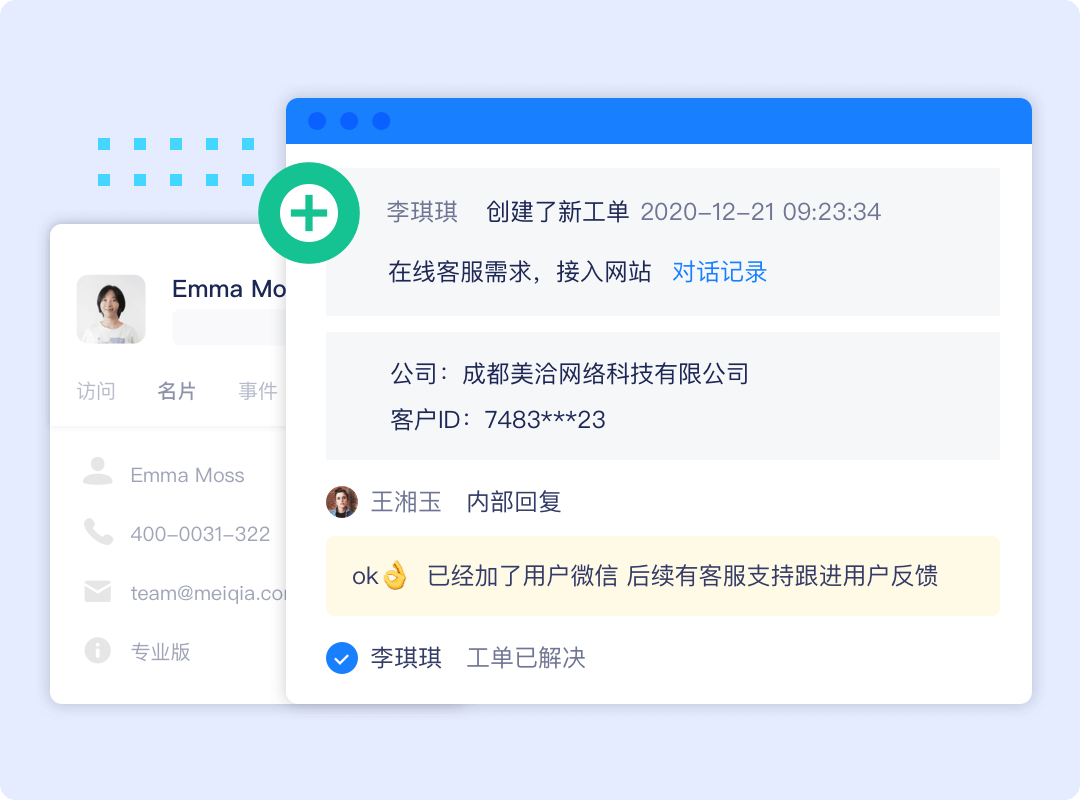 李琪琪 创建了新工单 2020-12-21 09:23:34
在线客服需求，接入网站 对话记录
公司：成都美洽网络科技有限公司
客户ID：7483***23
王湘玉 内部回复
ok👌 已经加了用户微信 后续有客服支持跟进用户反馈
李琪琪 工单已解决
Emma Mo
访问 名片 事件
Emma Moss
400-0031-322
team@meiqia.co
专业版